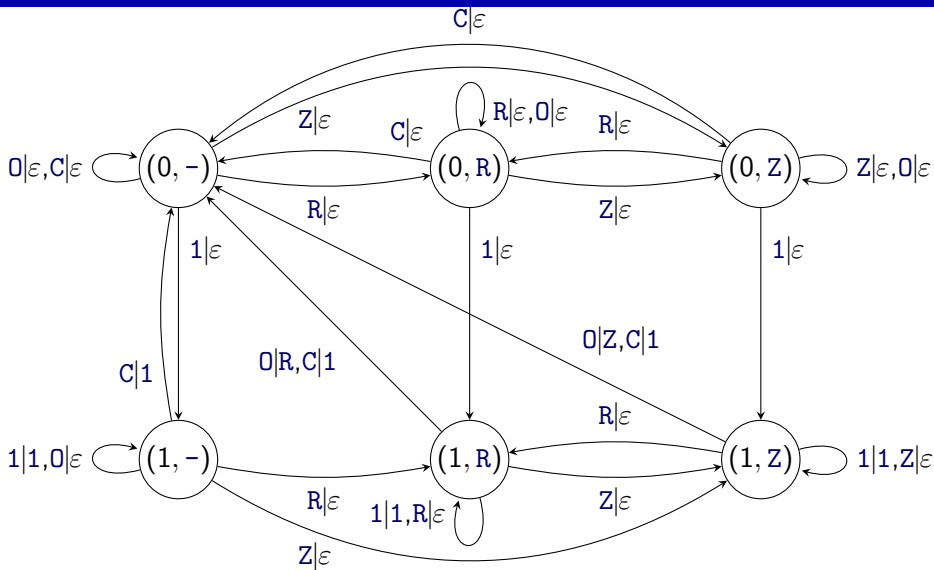 C|ε
Z|ε
C|ε
R|ε,O|ε
R|ε
O|ε,C|ε
(0, –)
(0, R)
(0, Z)
Z|ε,O|ε
R|ε
Z|ε
1|ε
1|ε
1|ε
O|R,C|1
O|Z,C|1
C|1
R|ε
1|1,O|ε
(1, –)
(1, R)
(1, Z)
1|1,Z|ε
R|ε
1|1,R|ε
Z|ε
Z|ε